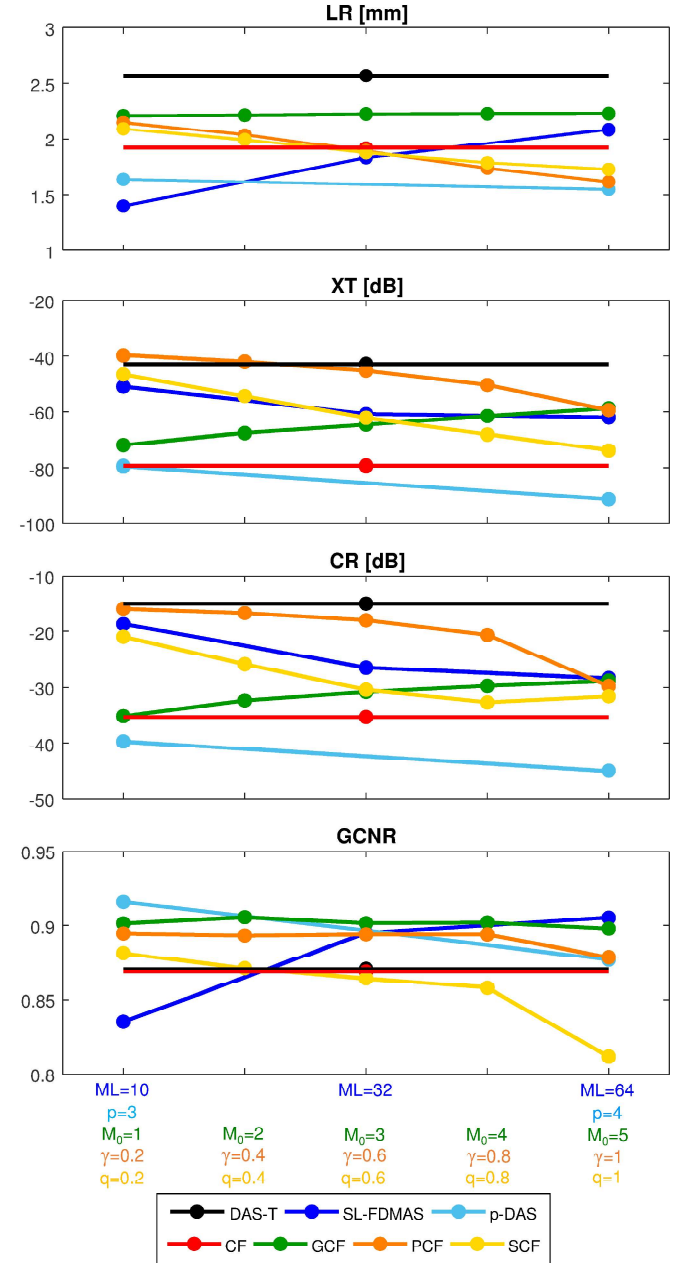 LR [mm]
3
2.5
2
1.5
1
XT [dB]
-20
-40
-60
-80
-100
CR [dB]
-10
-20
-30
-40
-50
GCNR
0.95
0.9
0.85
0.8
ML=10 ML=32 ML=64
p=3 p=4
M₀=1 M₀=2 M₀=3 M₀=4 M₀=5
γ=0.2 γ=0.4 γ=0.6 γ=0.8 γ=1
q=0.2 q=0.4 q=0.6 q=0.8 q=1
DAS-T SL-FDMAS p-DAS
CF GCF PCF SCF